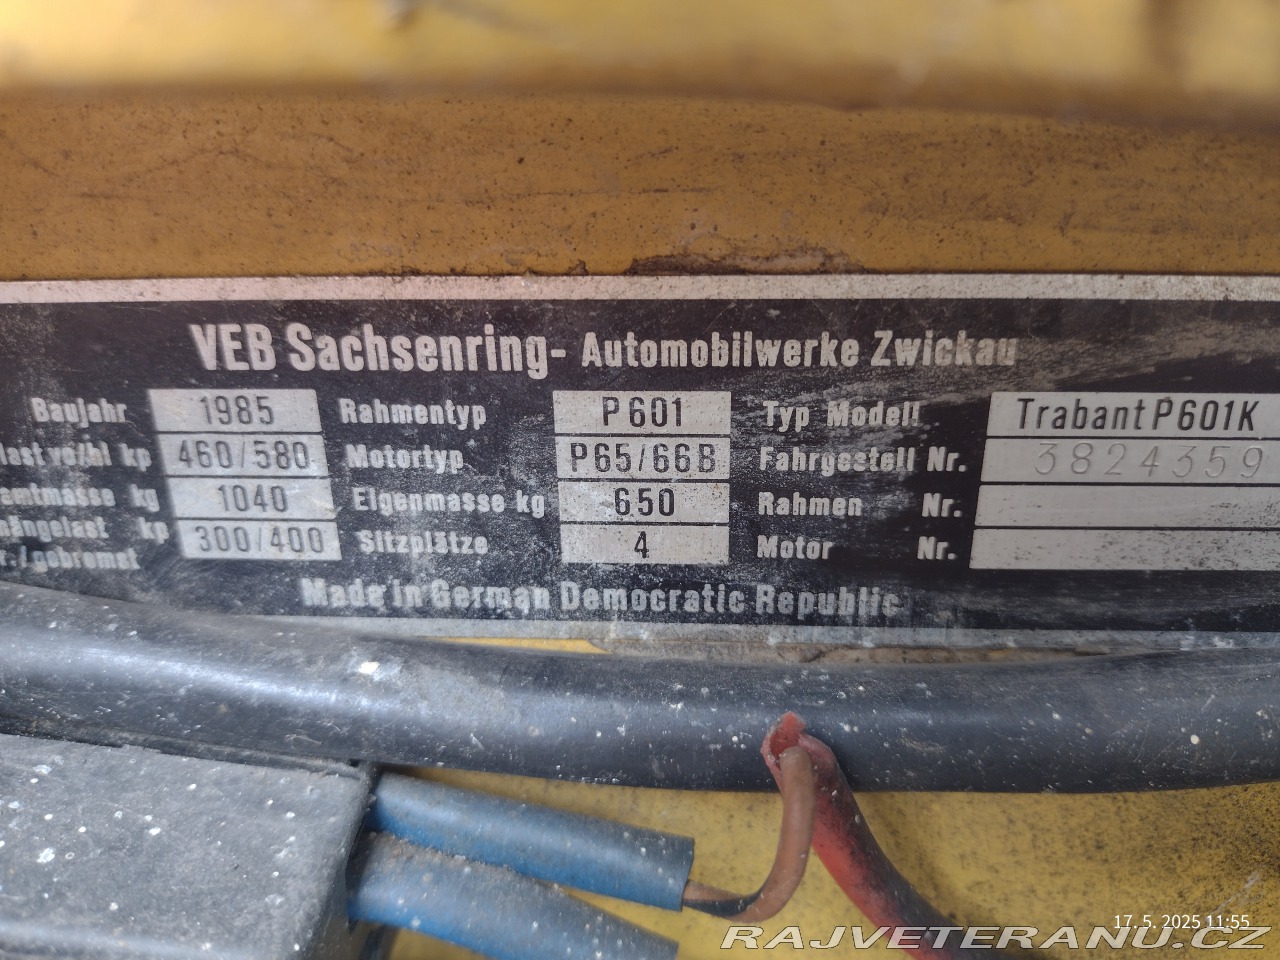 VEB Sachsenring- Automobilwerke Zwickau
Baujahr 1985 Rahmentyp P 601 Typ Modell Trabant P601K
kp 460/580 Motortyp P65/66B Fahrgestell Nr. 3824359
kg 1040 Eigenmasse kg 650 Rahmen Nr.
kp 300/400 Sitzplätze 4 Motor Nr.
/gebremst
Made in German Democratic Republic
17. 5. 2025 11:55
RAJVETERANU.CZ